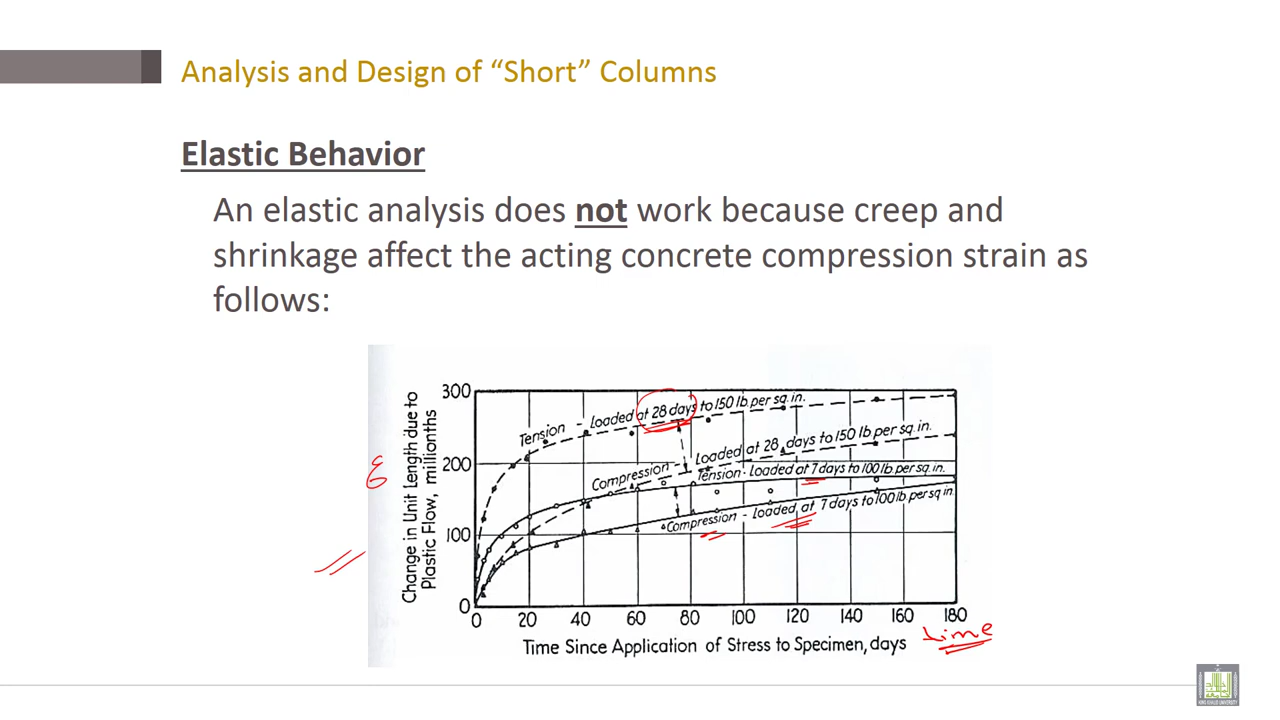 Analysis and Design of “Short” Columns
Elastic Behavior
An elastic analysis does not work because creep and
shrinkage affect the acting concrete compression strain as
follows:
Change in Unit Length due to
Plastic Flow, millionths
300
200
100
0
Tension - Loaded at 28 days to 150 lb. per sq. in.
Compression - Loaded at 28 days to 150 lb per sq. in.
Tension - Loaded at 7 days to 100 lb per sq. in.
Compression - Loaded at 7 days to 100 lb per sq in.
ε
0 20 40 60 80 100 120 140 160 180
time
Time Since Application of Stress to Specimen, days
KING KHALID UNIVERSITY